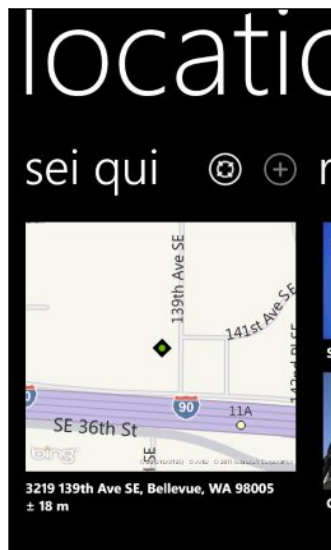 locatio
sei qui
139th Ave SE
141st Ave SE
90
11A
SE 36th St
SE
bing
3219 139th Ave SE, Bellevue, WA 98005
± 18 m